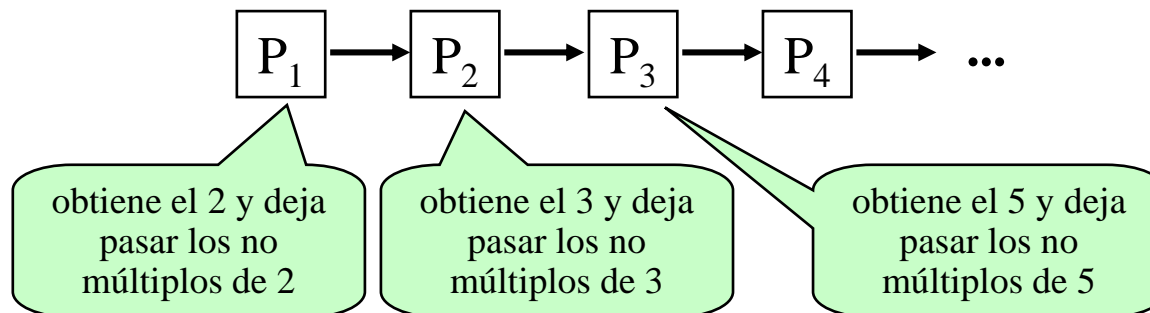 P1 P2 P3 P4 ...
obtiene el 2 y deja
pasar los no
múltiplos de 2
obtiene el 3 y deja
pasar los no
múltiplos de 3
obtiene el 5 y deja
pasar los no
múltiplos de 5